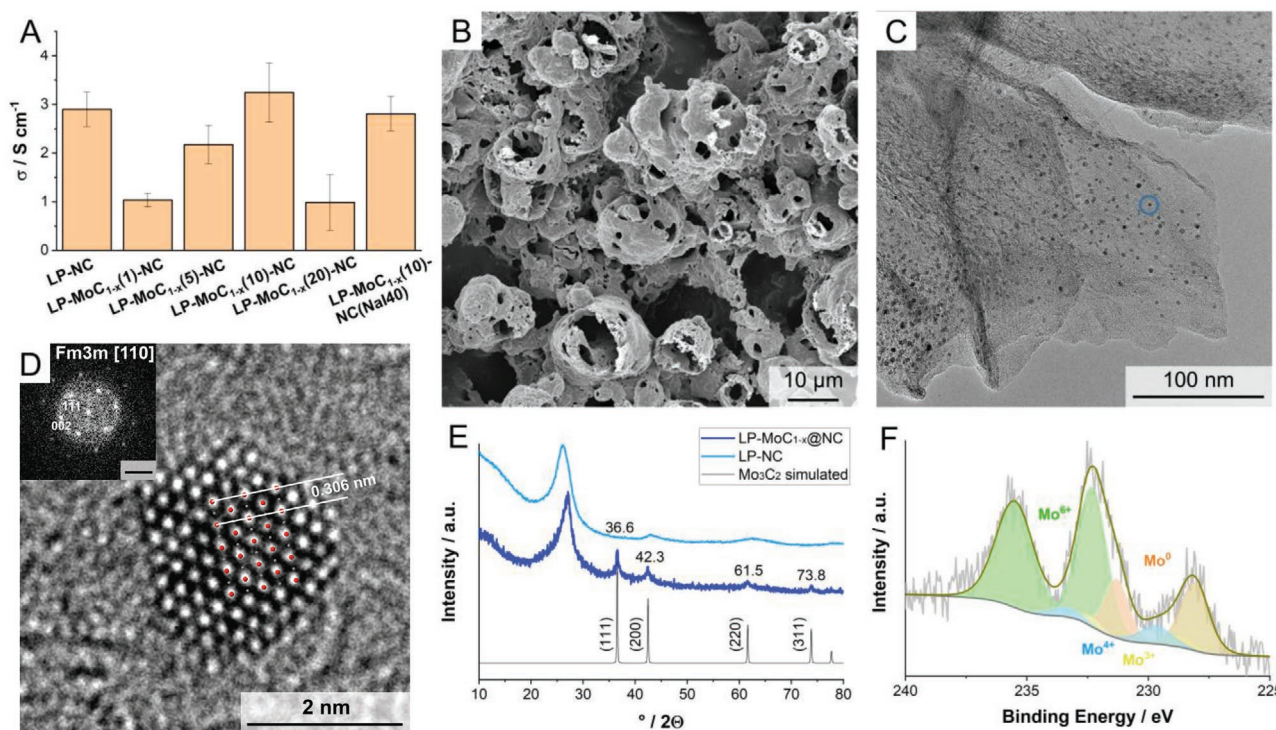 A
σ / S cm⁻¹
4
3
2
1
0
LP-NC
LP-MoC₁₋ₓ(1)-NC
LP-MoC₁₋ₓ(5)-NC
LP-MoC₁₋ₓ(10)-NC
LP-MoC₁₋ₓ(20)-NC
LP-MoC₁₋ₓ(10)-
NC(NaI40)
B
10 µm
C
100 nm
D
Fm3m [110]
1̄11̄
002
0.306 nm
2 nm
E
LP-MoC₁₋ₓ@NC
LP-NC
Mo₃C₂ simulated
Intensity / a.u.
36.6
42.3
61.5
73.8
(111)
(200)
(220)
(311)
10 20 30 40 50 60 70 80
° / 2Θ
F
Intensity / a.u.
Mo⁶⁺
Mo⁰
Mo⁴⁺
Mo³⁺
240 235 230 225
Binding Energy / eV